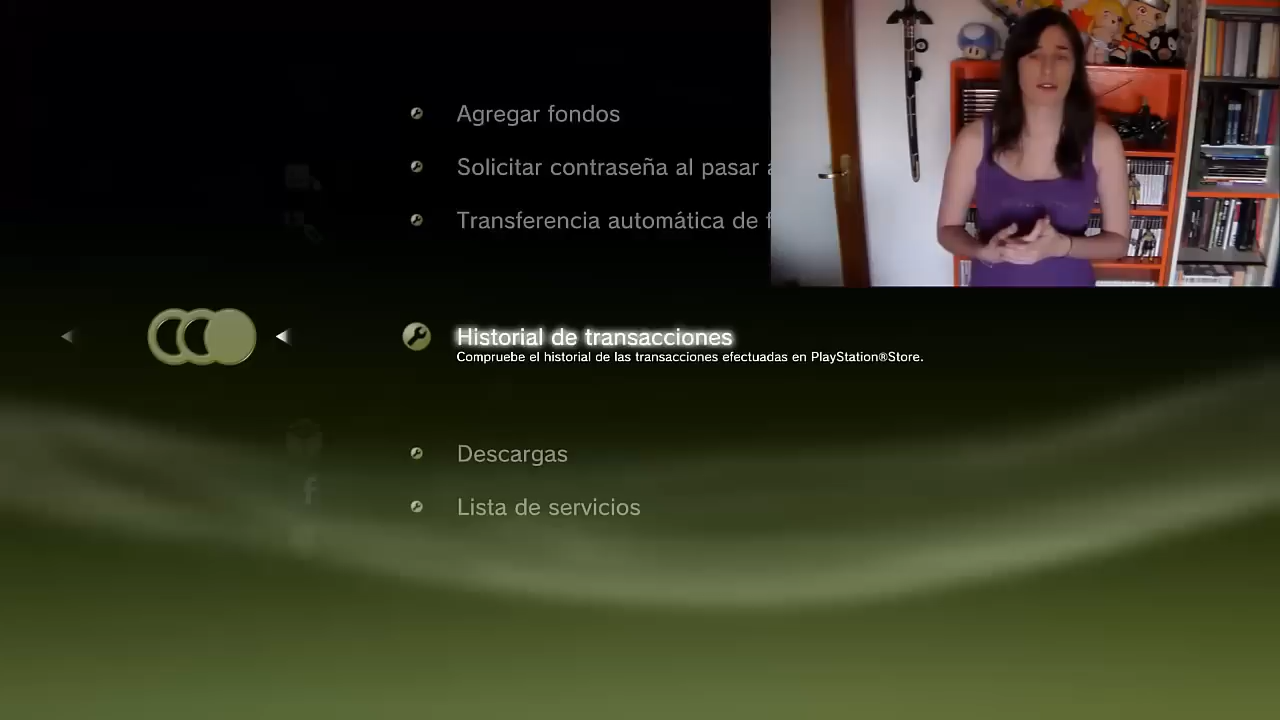 Agregar fondos
Solicitar contraseña al pasar
Transferencia automática de
Historial de transacciones
Compruebe el historial de las transacciones efectuadas en PlayStation®Store.
Descargas
Lista de servicios